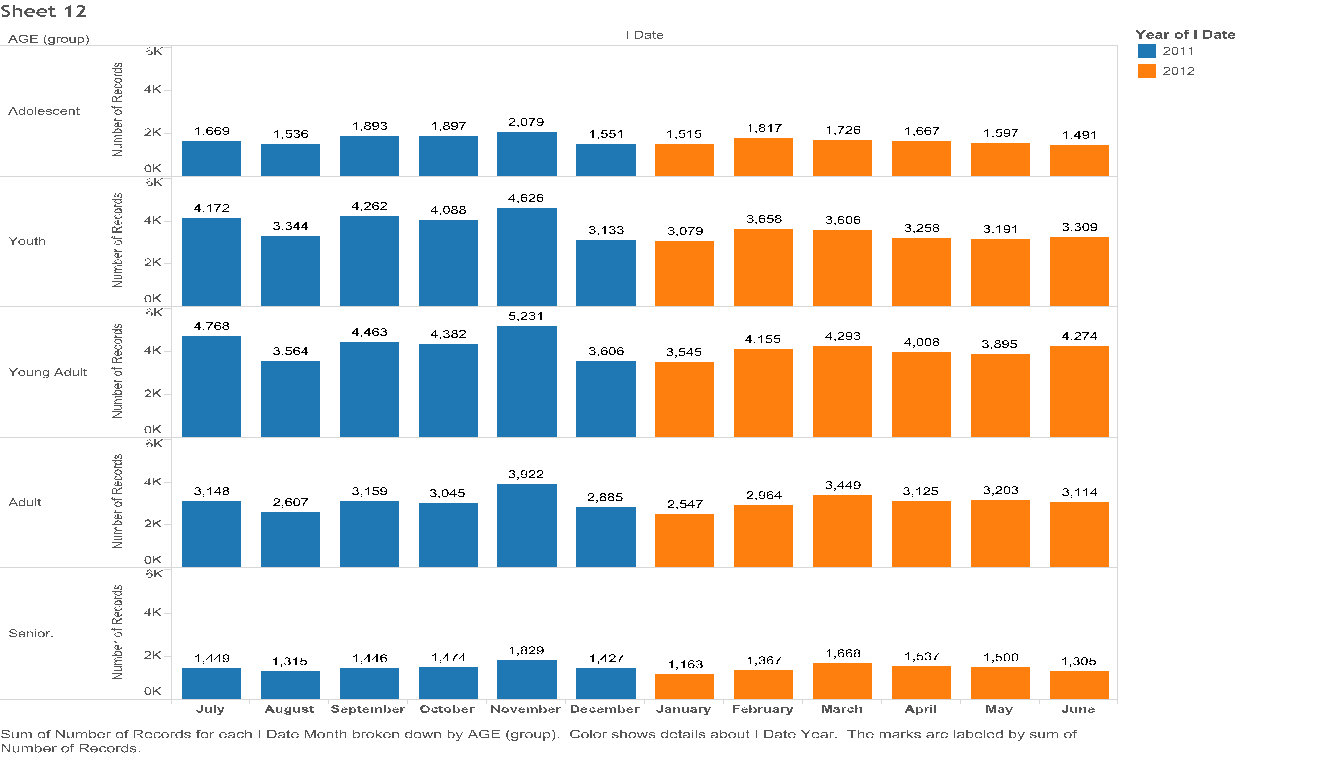 Sheet 12
AGE (group)
I Date
Year of I Date
2011
2012
Adolescent
Number of Records
6K
4K
2K
0K
1,669 1,536 1,893 1,897 2,079 1,551 1,515 1,817 1,726 1,667 1,597 1,491
Youth
Number of Records
6K
4K
2K
0K
4,172 3,344 4,262 4,088 4,626 3,133 3,079 3,658 3,606 3,258 3,191 3,309
Young Adult
Number of Records
6K
4K
2K
0K
4,768 3,564 4,463 4,382 5,231 3,606 3,545 4,155 4,293 4,008 3,895 4,274
Adult
Number of Records
6K
4K
2K
0K
3,148 2,607 3,159 3,045 3,922 2,885 2,547 2,964 3,449 3,125 3,203 3,114
Senior.
Number of Records
6K
4K
2K
0K
1,449 1,315 1,446 1,474 1,829 1,427 1,163 1,367 1,668 1,537 1,500 1,305
July August September October November December January February March April May June
Sum of Number of Records for each I Date Month broken down by AGE (group). Color shows details about I Date Year. The marks are labeled by sum of
Number of Records.